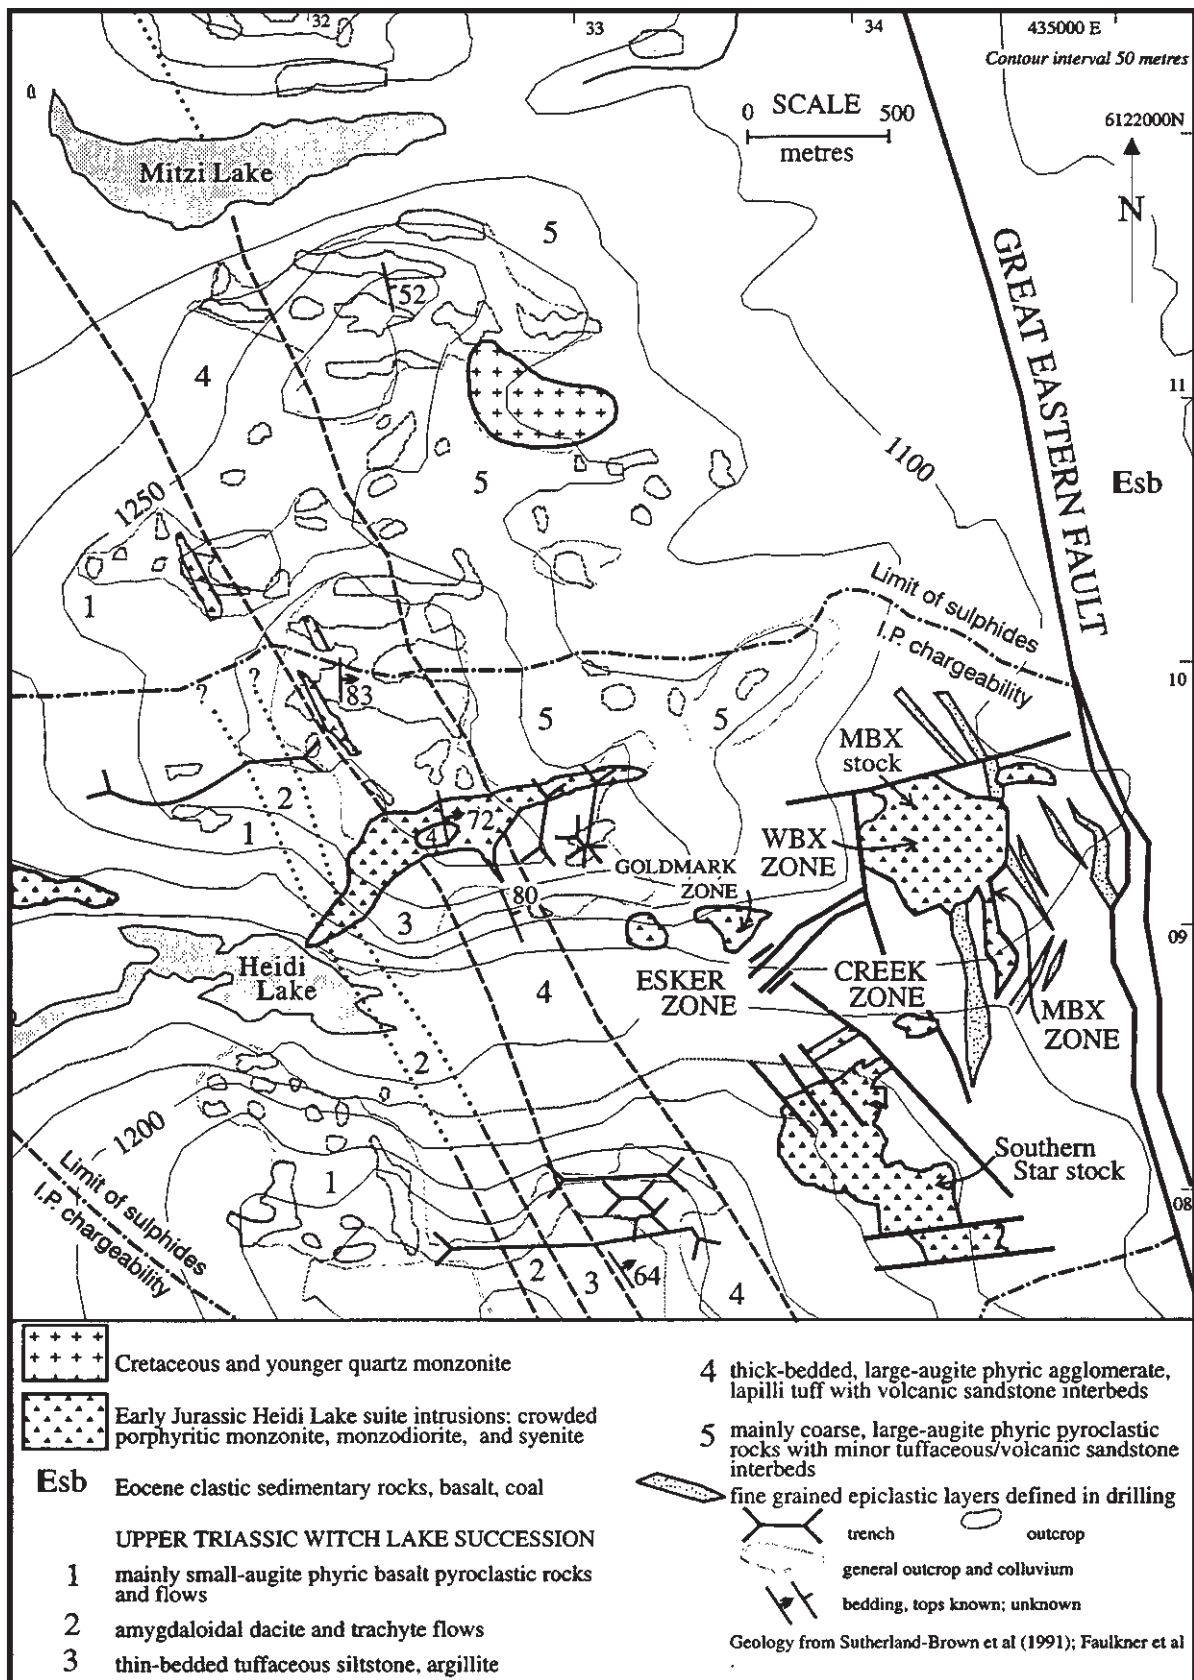 32
33
34
435000 E
Contour interval 50 metres
0 SCALE 500
metres
6122000N
N
Mitzi Lake
5
52
4
GREAT EASTERN FAULT
11
1100
5
Esb
1250
1
Limit of sulphides
I.P. chargeability
10
?
?
83
5
5
MBX
stock
2
1
4
72
WBX
ZONE
GOLDMARK
ZONE
80
3
09
Heidi
Lake
4
ESKER
ZONE
CREEK
ZONE
MBX
ZONE
2
1200
Limit of sulphides
I.P. chargeability
1
Southern
Star stock
08
2
3
64
4
Cretaceous and younger quartz monzonite
Early Jurassic Heidi Lake suite intrusions: crowded
porphyritic monzonite, monzodiorite, and syenite
Esb Eocene clastic sedimentary rocks, basalt, coal
UPPER TRIASSIC WITCH LAKE SUCCESSION
1 mainly small-augite phyric basalt pyroclastic rocks
and flows
2 amygdaloidal dacite and trachyte flows
3 thin-bedded tuffaceous siltstone, argillite
4 thick-bedded, large-augite phyric agglomerate,
lapilli tuff with volcanic sandstone interbeds
5 mainly coarse, large-augite phyric pyroclastic
rocks with minor tuffaceous/volcanic sandstone
interbeds
fine grained epiclastic layers defined in drilling
trench
outcrop
general outcrop and colluvium
bedding, tops known; unknown
Geology from Sutherland-Brown et al (1991); Faulkner et al